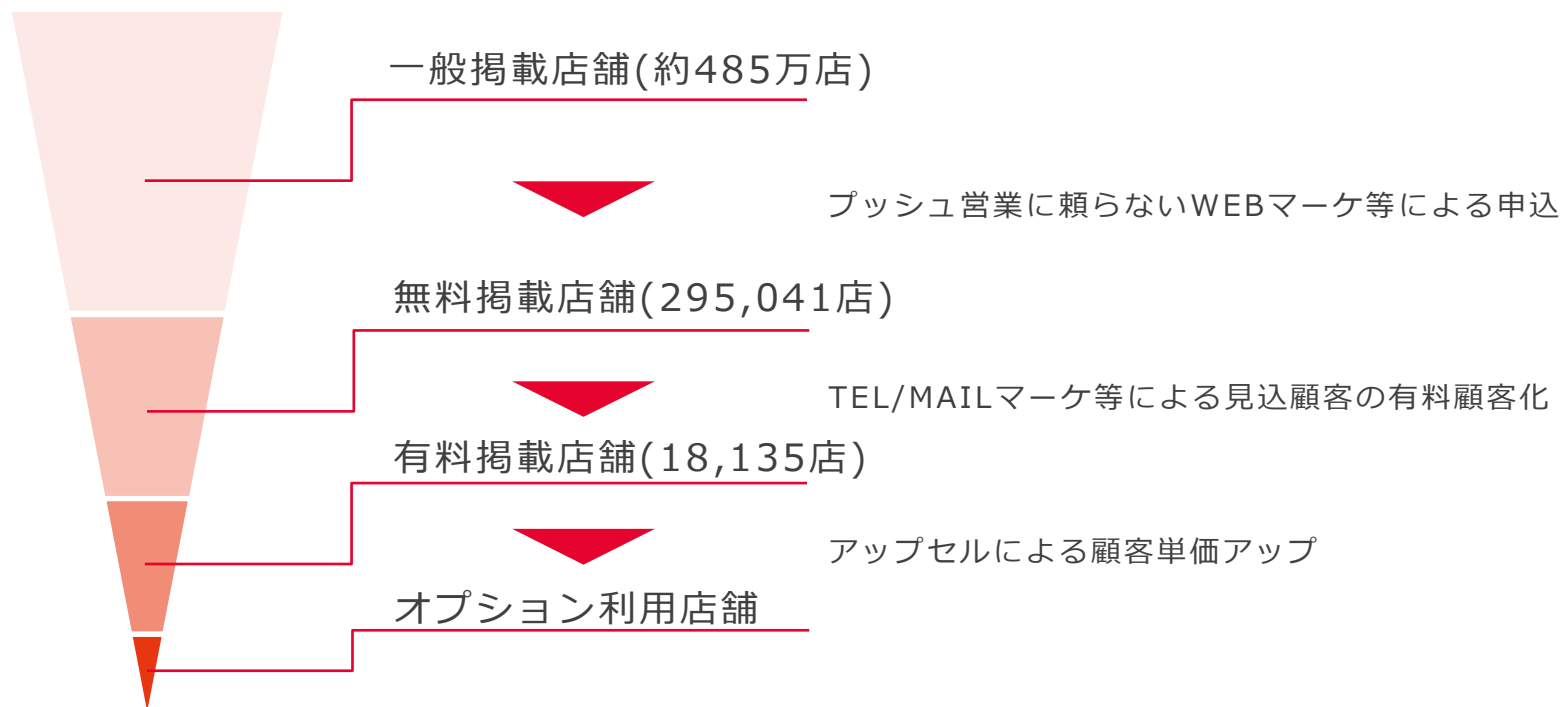 一般掲載店舗(約485万店)
プッシュ営業に頼らないWEBマーケ等による申込
無料掲載店舗(295,041店)
TEL/MAILマーケ等による見込顧客の有料顧客化
有料掲載店舗(18,135店)
アップセルによる顧客単価アップ
オプション利用店舗